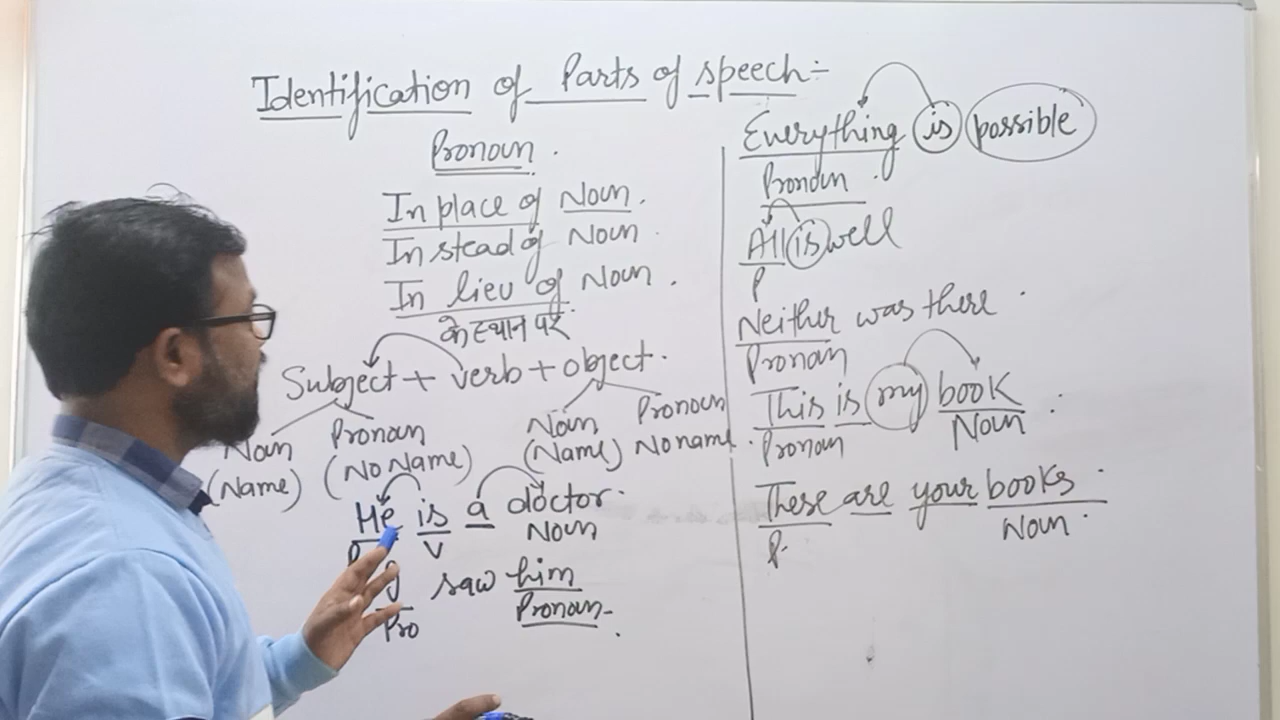 Identification of Parts of speech:-
Pronoun.
In place of Noun.
In stead of Noun.
In lieu of Noun.
के स्थान पर
Subject + verb + object.
Noun Pronoun Noun Pronoun
(Name) (No Name) (Name) No name.
He is a doctor.
V Noun
saw him
Pro Pronoun.
Everything is possible
Pronoun.
All is well
P
Neither was there.
Pronoun
This is my book.
Pronoun Noun
These are your books.
P. Noun.